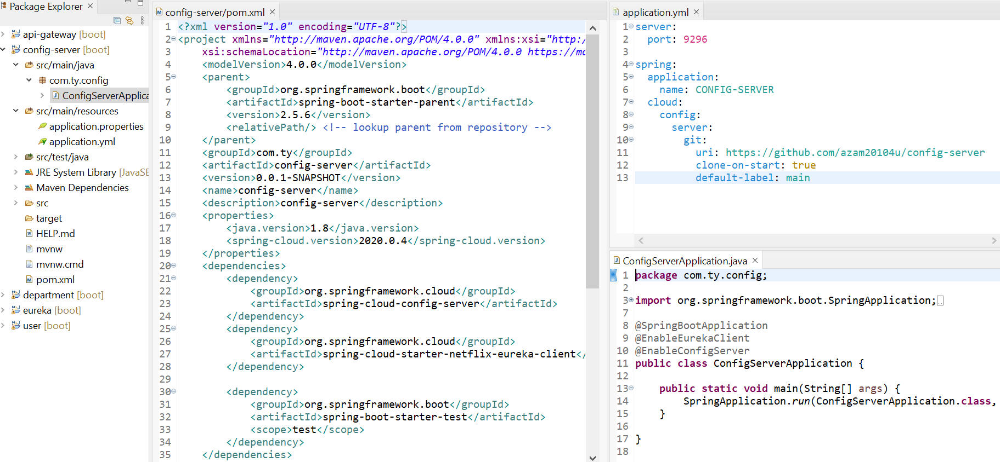 Package Explorer
api-gateway [boot]
config-server [boot]
src/main/java
com.ty.config
ConfigServerApplica
src/main/resources
application.properties
application.yml
src/test/java
JRE System Library [JavaSE
Maven Dependencies
src
target
HELP.md
mvnw
mvnw.cmd
pom.xml
department [boot]
eureka [boot]
user [boot]
config-server/pom.xml
1 <?xml version="1.0" encoding="UTF-8"?>
2 <project xmlns="http://maven.apache.org/POM/4.0.0" xmlns:xsi="http:/
3 xsi:schemaLocation="http://maven.apache.org/POM/4.0.0 https://ma
4 <modelVersion>4.0.0</modelVersion>
5 <parent>
6 <groupId>org.springframework.boot</groupId>
7 <artifactId>spring-boot-starter-parent</artifactId>
8 <version>2.5.6</version>
9 <relativePath/> <!-- lookup parent from repository -->
10 </parent>
11 <groupId>com.ty</groupId>
12 <artifactId>config-server</artifactId>
13 <version>0.0.1-SNAPSHOT</version>
14 <name>config-server</name>
15 <description>config-server</description>
16 <properties>
17 <java.version>1.8</java.version>
18 <spring-cloud.version>2020.0.4</spring-cloud.version>
19 </properties>
20 <dependencies>
21 <dependency>
22 <groupId>org.springframework.cloud</groupId>
23 <artifactId>spring-cloud-config-server</artifactId>
24 </dependency>
25 <dependency>
26 <groupId>org.springframework.cloud</groupId>
27 <artifactId>spring-cloud-starter-netflix-eureka-client</
28 </dependency>
29
30 <dependency>
31 <groupId>org.springframework.boot</groupId>
32 <artifactId>spring-boot-starter-test</artifactId>
33 <scope>test</scope>
34 </dependency>
35 </dependencies>
application.yml
1 server:
2 port: 9296
3
4 spring:
5 application:
6 name: CONFIG-SERVER
7 cloud:
8 config:
9 server:
10 git:
11 uri: https://github.com/azam20104u/config-server
12 clone-on-start: true
13 default-label: main
ConfigServerApplication.java
1 package com.ty.config;
2
3 import org.springframework.boot.SpringApplication;
7
8 @SpringBootApplication
9 @EnableEurekaClient
10 @EnableConfigServer
11 public class ConfigServerApplication {
12
13 public static void main(String[] args) {
14 SpringApplication.run(ConfigServerApplication.class,
15 }
16
17 }
18